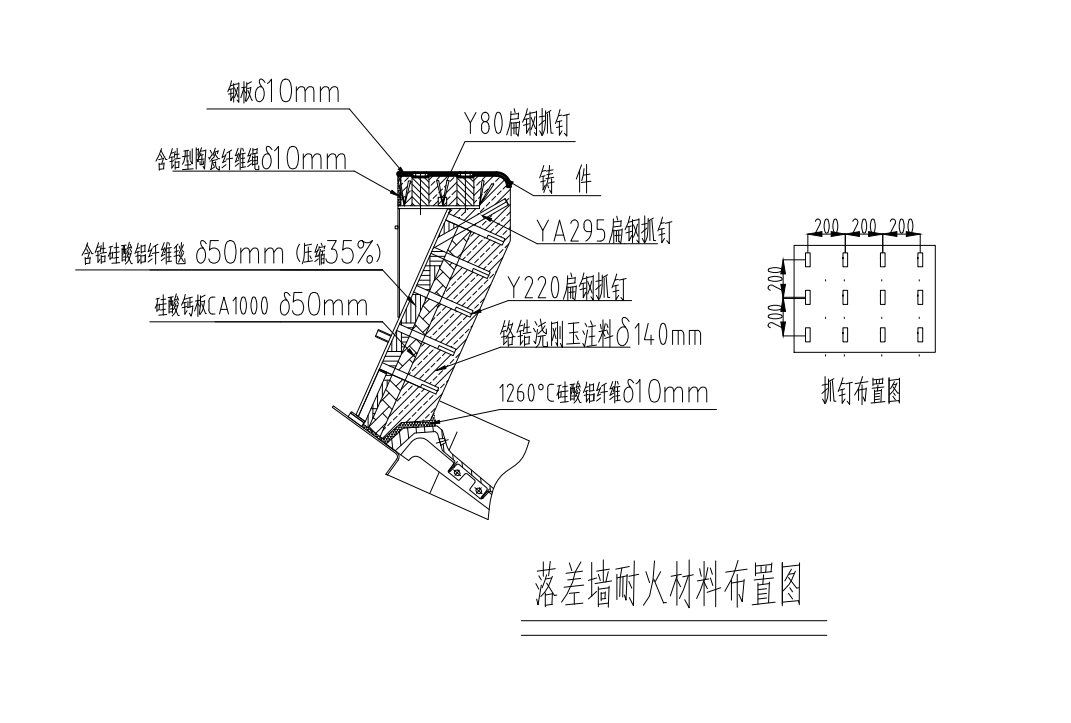 钢板δ10mm
Y80扁钢抓钉
含锆型陶瓷纤维绳δ10mm
铸 件
YA295扁钢抓钉
含锆硅酸铝纤维毯 δ50mm (压缩35%)
Y220扁钢抓钉
硅酸钙板CA1000 δ50mm
铬锆浇刚玉注料δ140mm
1260°C硅酸铝纤维δ10mm
200 200 200
200
200
抓钉布置图
落差墙耐火材料布置图